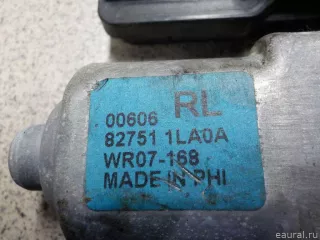 00606 RL
82751 1LA0A
WR07-168
MADE IN PHI
© eaural.ru